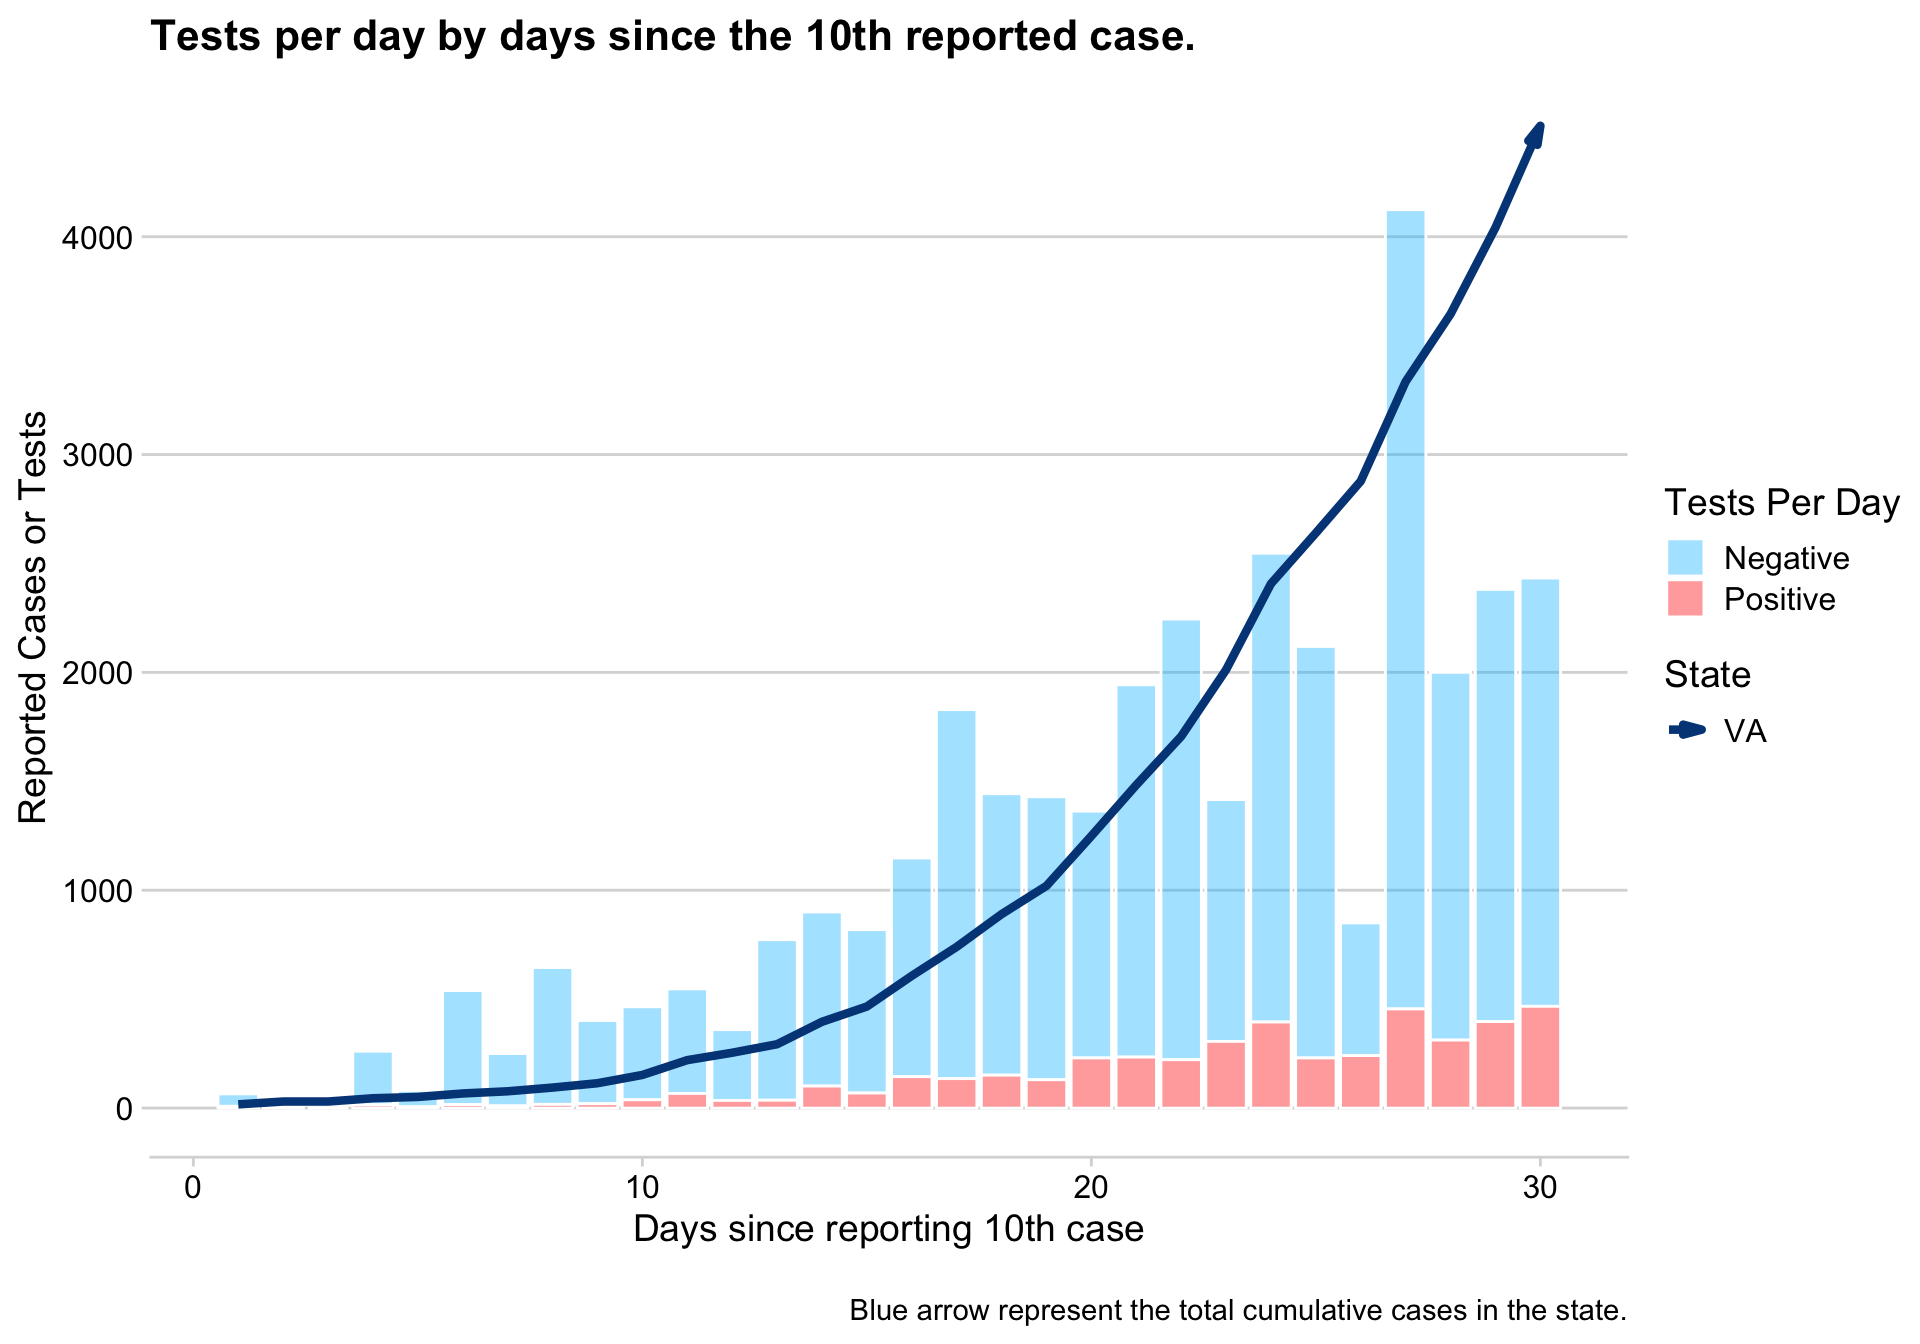 Tests per day by days since the 10th reported case.
Reported Cases or Tests
4000
3000
2000
1000
0
0 10 20 30
Days since reporting 10th case
Tests Per Day
Negative
Positive
State
VA
Blue arrow represent the total cumulative cases in the state.